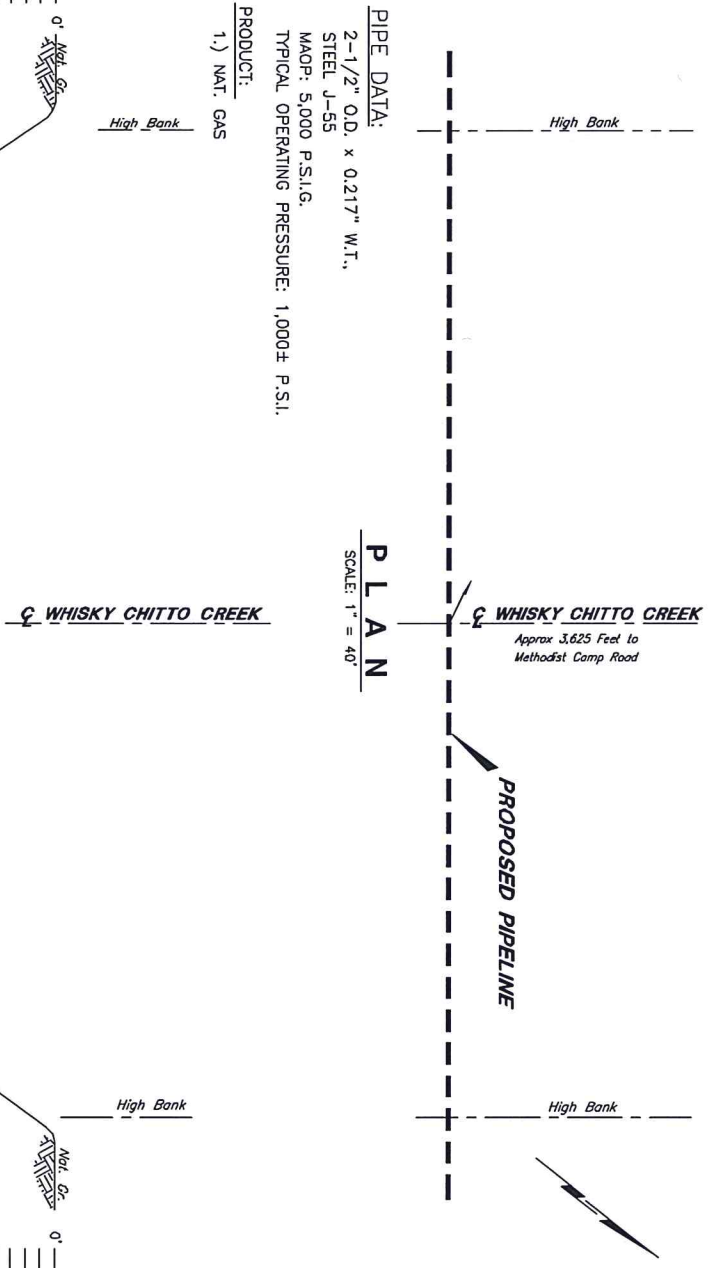 High Bank
High Bank
℄ WHISKY CHITTO CREEK
Approx 3,625 Feet to
Methodist Camp Road
PROPOSED PIPELINE
P L A N
SCALE: 1" = 40'
PIPE DATA:
2-1/2" O.D. x 0.217" W.T.,
STEEL J-55
MAOP: 5,000 P.S.I.G.
TYPICAL OPERATING PRESSURE: 1,000± P.S.I.
PRODUCT:
1.) NAT. GAS
High Bank
℄ WHISKY CHITTO CREEK
High Bank
0' Nat. Gr.
Nat. Gr. 0'